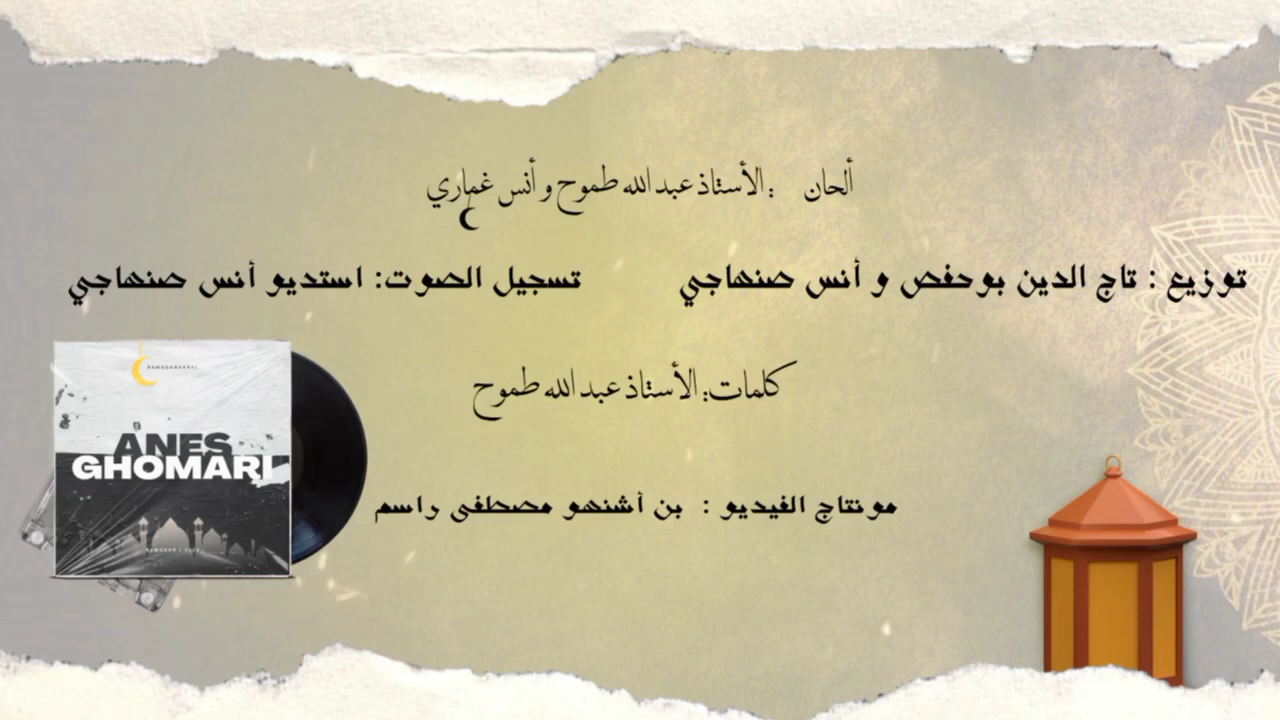 ألحان : الأستاذ عبد الله طموح و أنس غماري
توزيع : تاج الدين بوحفص و أنس صنهاجي
تسجيل الصوت: استديو أنس صنهاجي
كلمات: الأستاذ عبد الله طموح
مونتاج الفيديو : بن أشنهو مصطفى راسم
ANES
GHOMARI